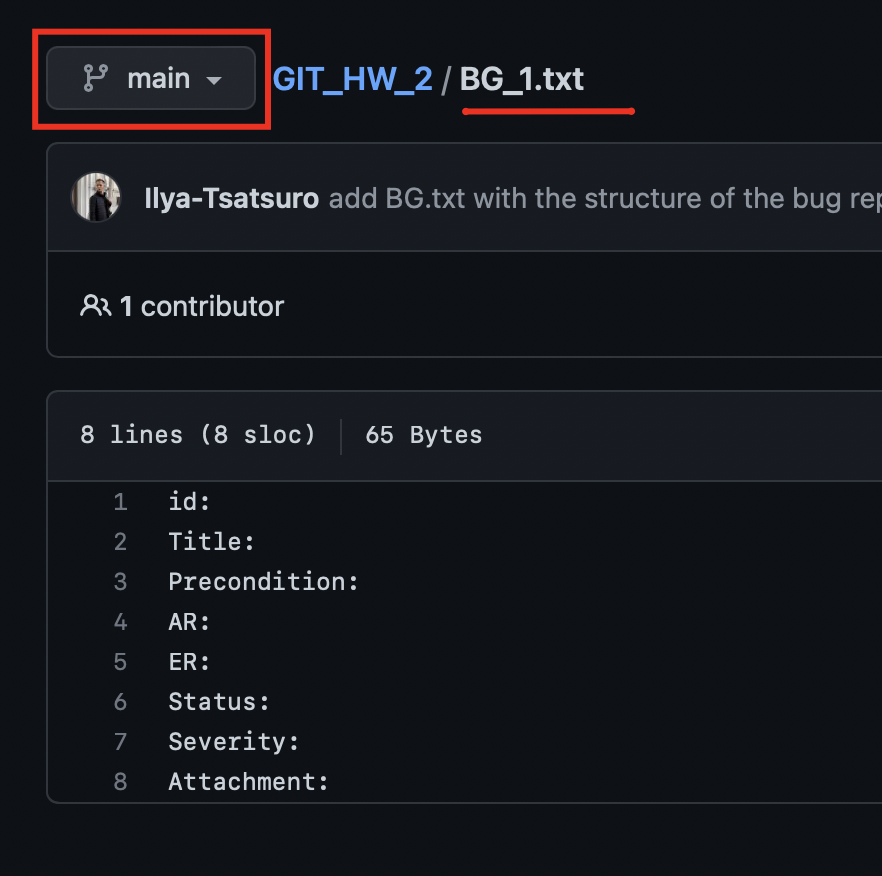 main GIT_HW_2 / BG_1.txt
Ilya-Tsatsuro add BG.txt with the structure of the bug rep
1 contributor
8 lines (8 sloc) 65 Bytes
1 id:
2 Title:
3 Precondition:
4 AR:
5 ER:
6 Status:
7 Severity:
8 Attachment: